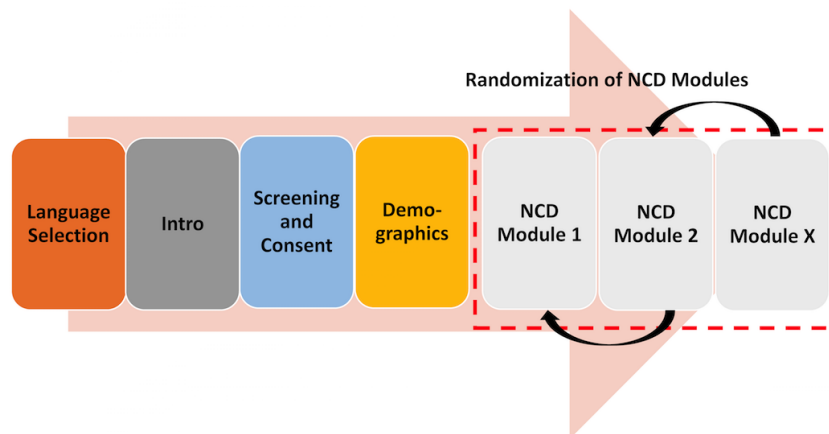 Randomization of NCD Modules
Language
Selection
Intro
Screening
and
Consent
Demo-
graphics
NCD
Module 1
NCD
Module 2
NCD
Module X